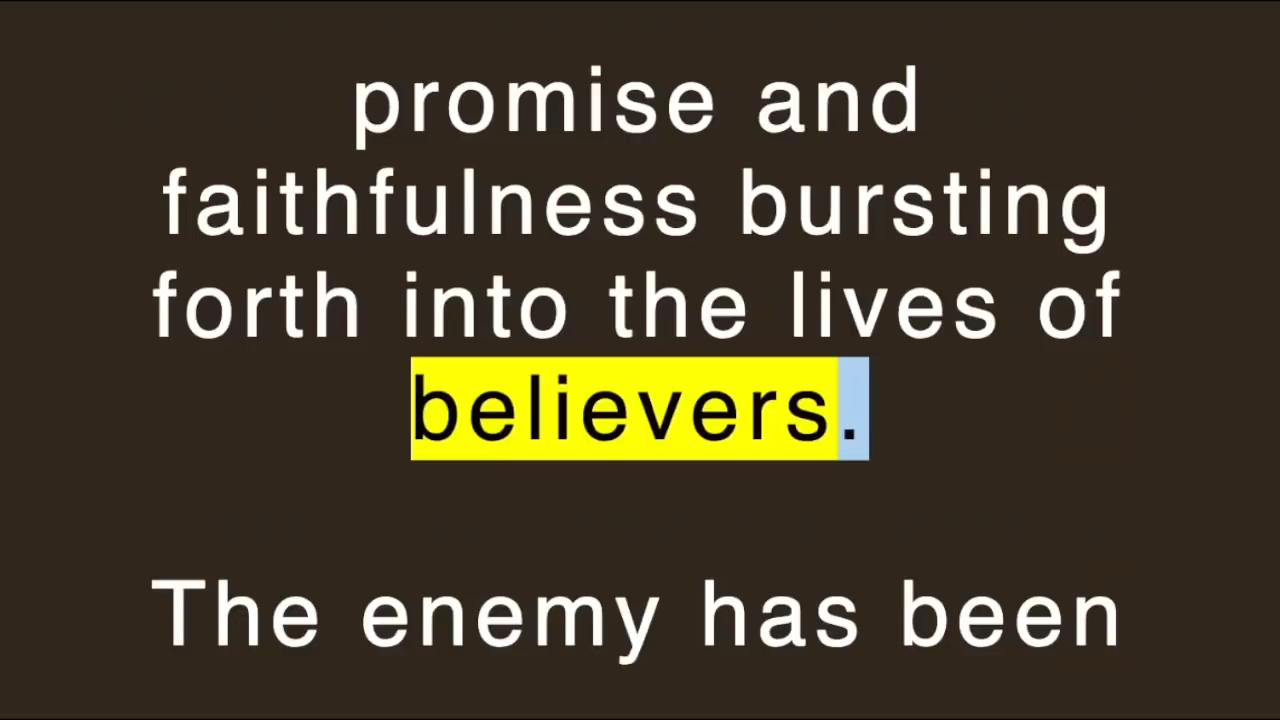 promise and
faithfulness bursting
forth into the lives of
believers.
The enemy has been